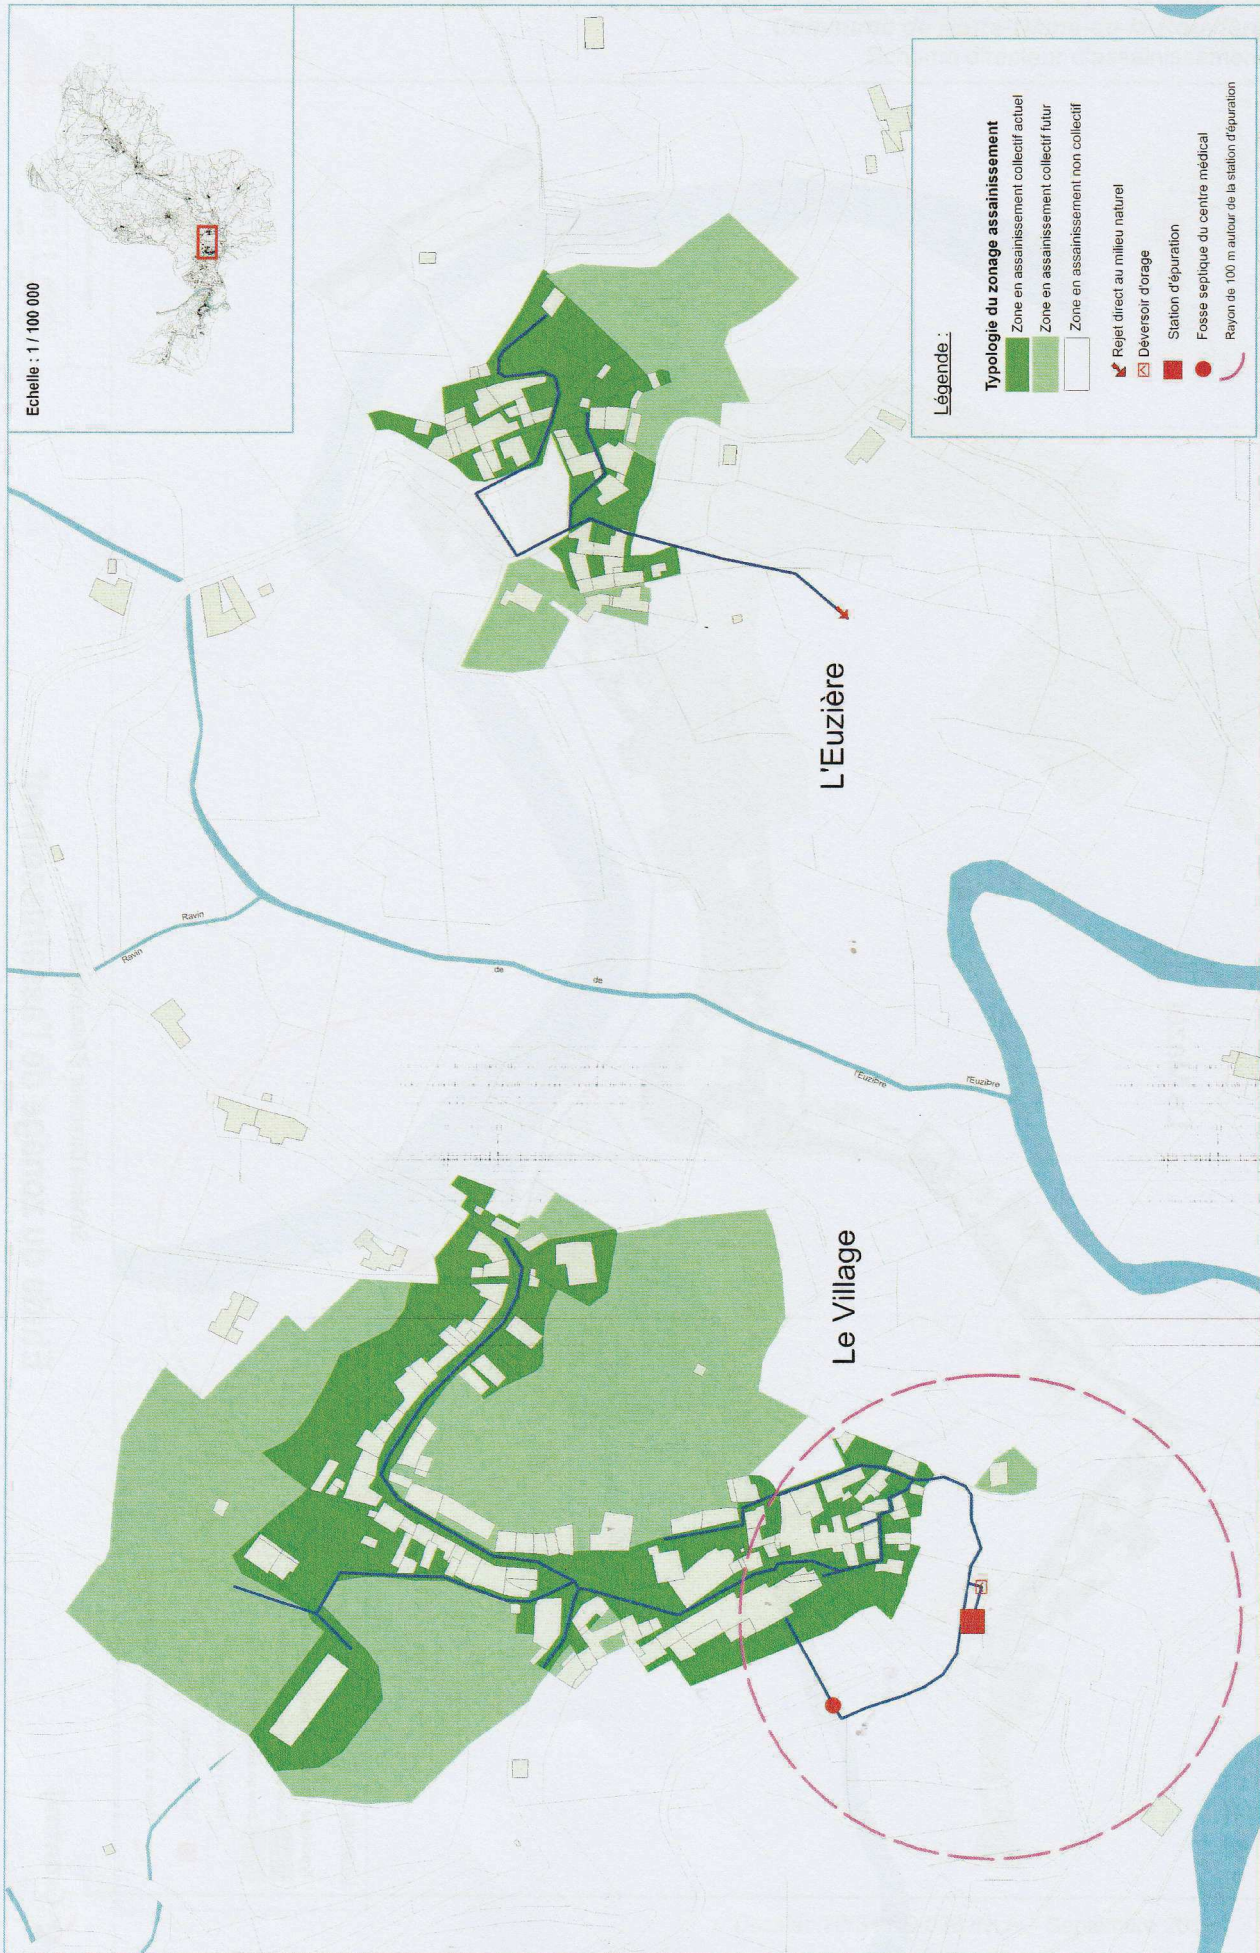 Echelle : 1 / 100 000
Ravin
Ravin
de
de
l'Euzière
l'Euzière
L'Euzière
Le Village
Légende :
Typologie du zonage assainissement
Zone en assainissement collectif actuel
Zone en assainissement collectif futur
Zone en assainissement non collectif
Rejet direct au milieu naturel
Déversoir d'orage
Station d'épuration
Fosse septique du centre médical
Rayon de 100 m autour de la station d'épuration